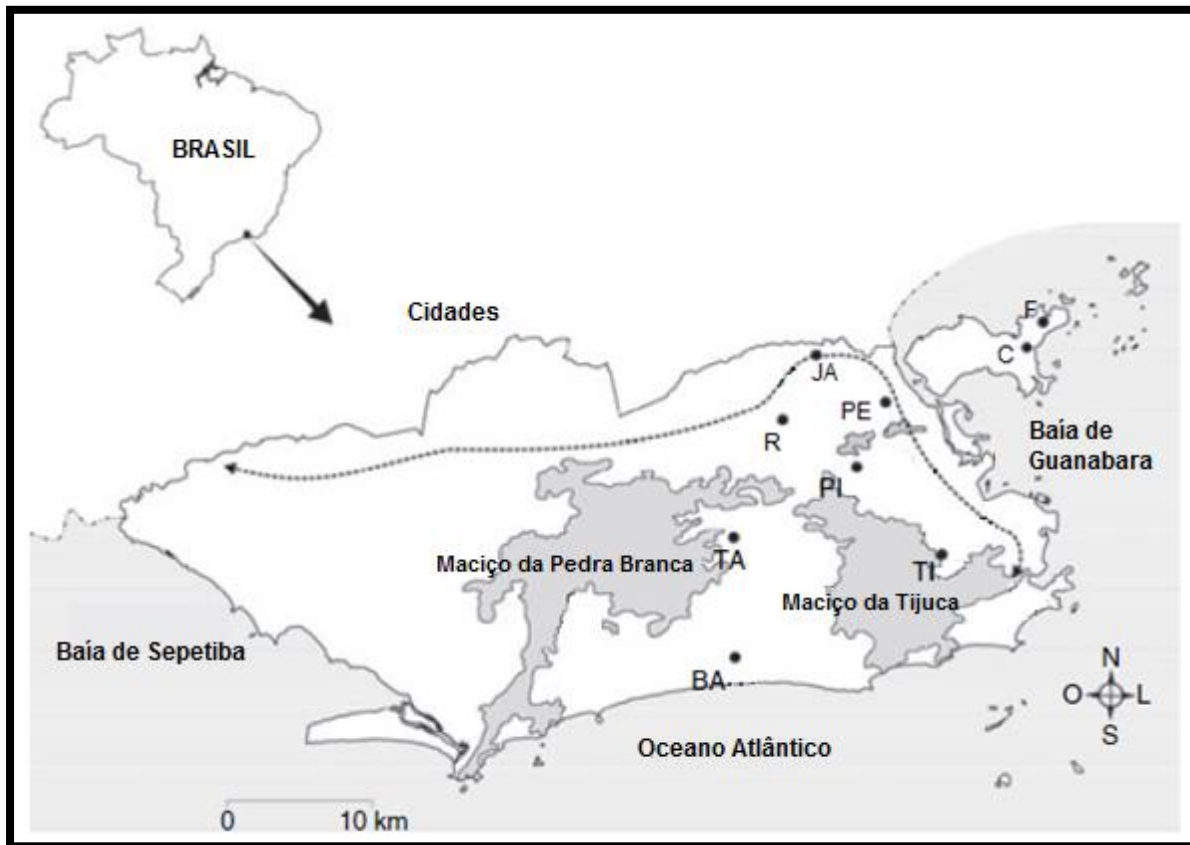 BRASIL
Cidades
F
C
JA
PE
R
Baía de
Guanabara
PI
Maciço da Pedra Branca
TA
TI
Maciço da Tijuca
Baía de Sepetiba
BA
N
O
L
S
Oceano Atlântico
0
10 km